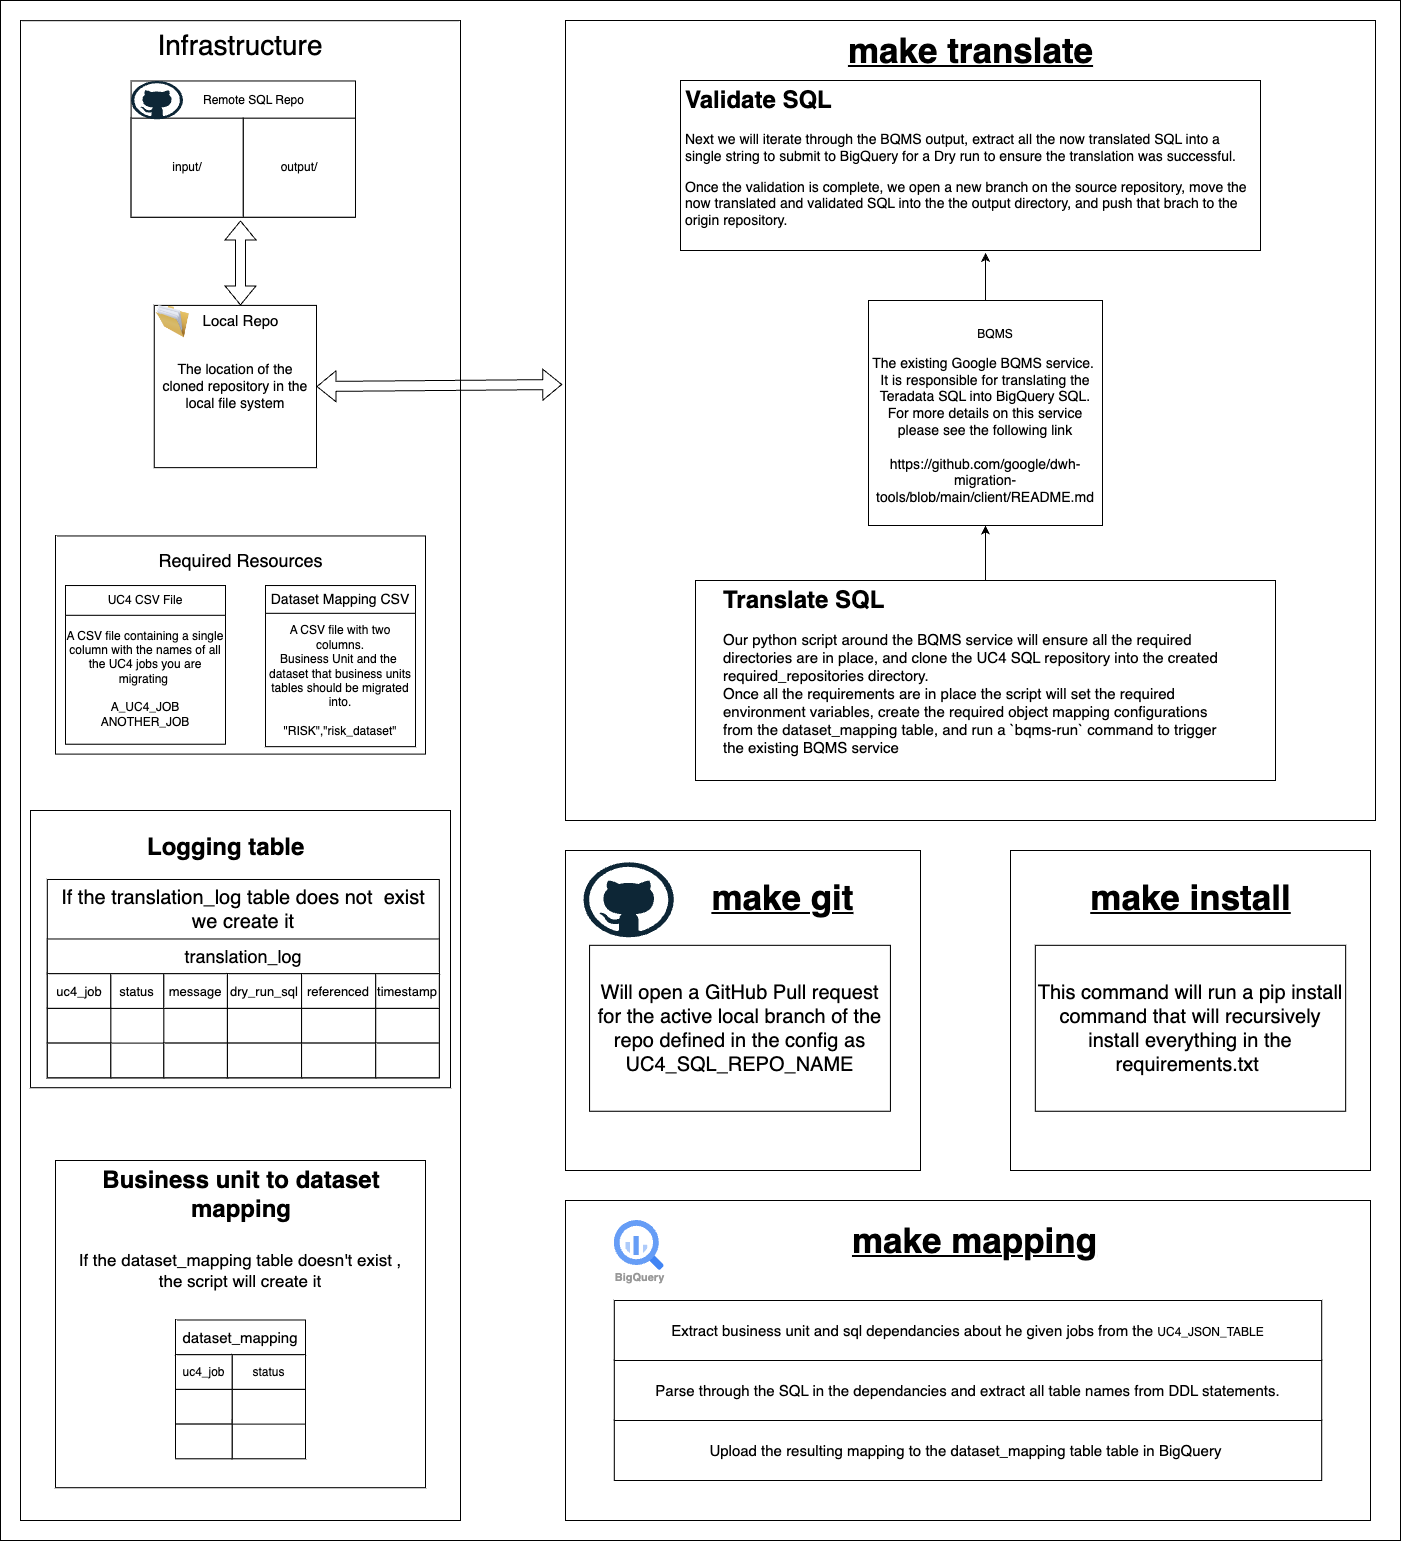 Infrastructure
Remote SQL Repo
input/
output/
Local Repo
The location of the
cloned repository in the
local file system
Required Resources
UC4 CSV File
A CSV file containing a single
column with the names of all
the UC4 jobs you are
migrating
A_UC4_JOB
ANOTHER_JOB
Dataset Mapping CSV
A CSV file with two
columns.
Business Unit and the
dataset that business units
tables should be migrated
into.
"RISK","risk_dataset"
Logging table
If the translation_log table does not  exist
we create it
translation_log
uc4_job status message dry_run_sql referenced timestamp
Business unit to dataset
mapping
If the dataset_mapping table doesn't exist ,
the script will create it
dataset_mapping
uc4_job status
make translate
Validate SQL
Next we will iterate through the BQMS output, extract all the now translated SQL into a
single string to submit to BigQuery for a Dry run to ensure the translation was successful.
Once the validation is complete, we open a new branch on the source repository, move the
now translated and validated SQL into the the output directory, and push that brach to the
origin repository.
BQMS
The existing Google BQMS service.
It is responsible for translating the
Teradata SQL into BigQuery SQL.
For more details on this service
please see the following link
https://github.com/google/dwh-
migration-
tools/blob/main/client/README.md
Translate SQL
Our python script around the BQMS service will ensure all the required
directories are in place, and clone the UC4 SQL repository into the created
required_repositories directory.
Once all the requirements are in place the script will set the required
environment variables, create the required object mapping configurations
from the dataset_mapping table, and run a `bqms-run` command to trigger
the existing BQMS service
make git
Will open a GitHub Pull request
for the active local branch of the
repo defined in the config as
UC4_SQL_REPO_NAME
make install
This command will run a pip install
command that will recursively
install everything in the
requirements.txt
BigQuery
make mapping
Extract business unit and sql dependancies about he given jobs from the UC4_JSON_TABLE
Parse through the SQL in the dependancies and extract all table names from DDL statements.
Upload the resulting mapping to the dataset_mapping table table in BigQuery